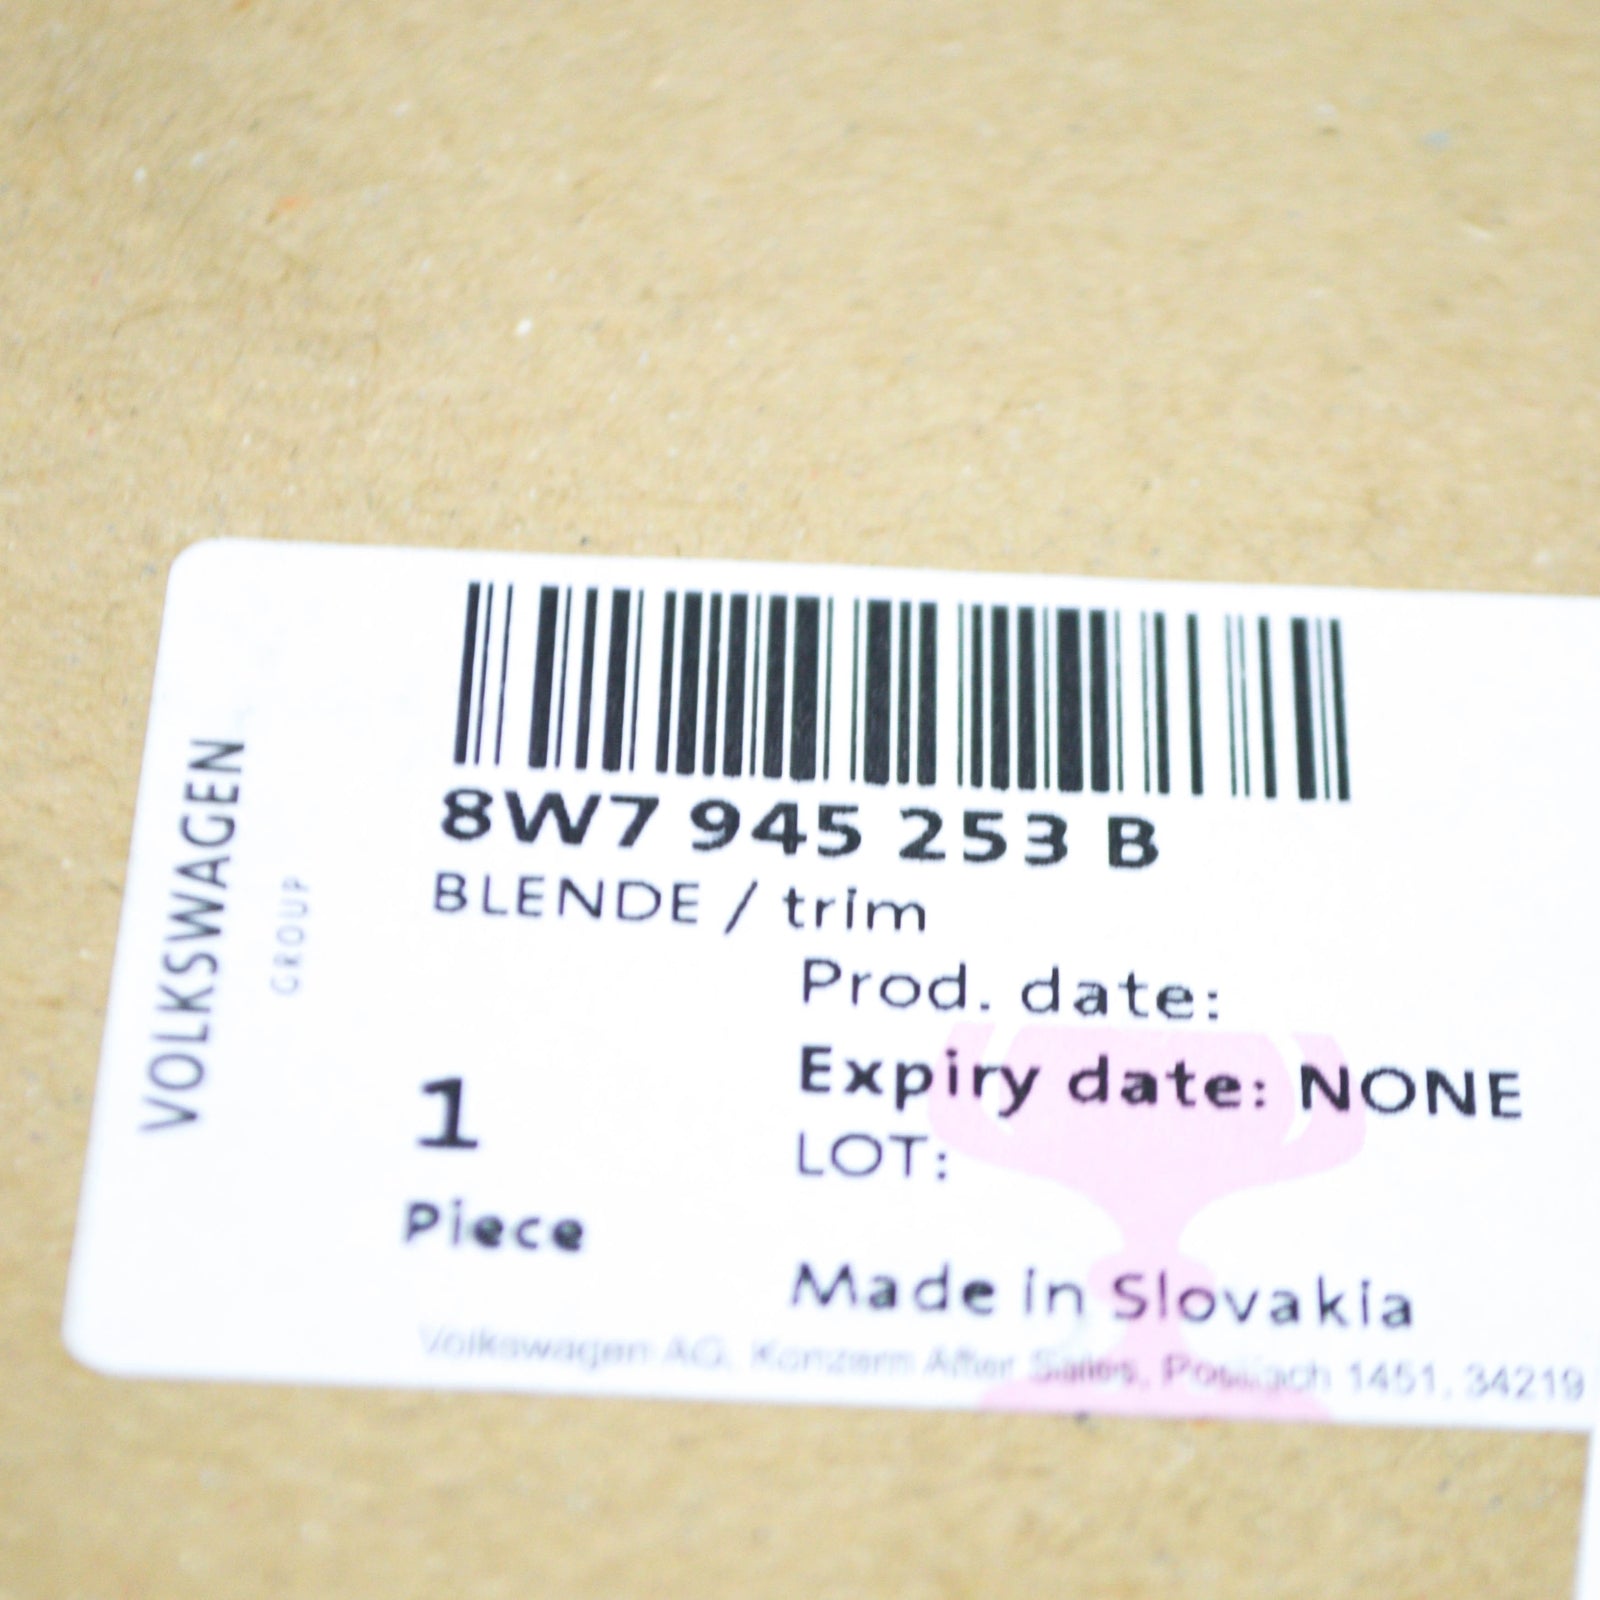 VOLKSWAGEN
GROUP
8W7 945 253 B
BLENDE / trim
Prod. date:
Expiry date: NONE
LOT:
1
Piece
Made in Slovakia
Volkswagen AG, Konzern After Sales, Postfach 1451, 34219